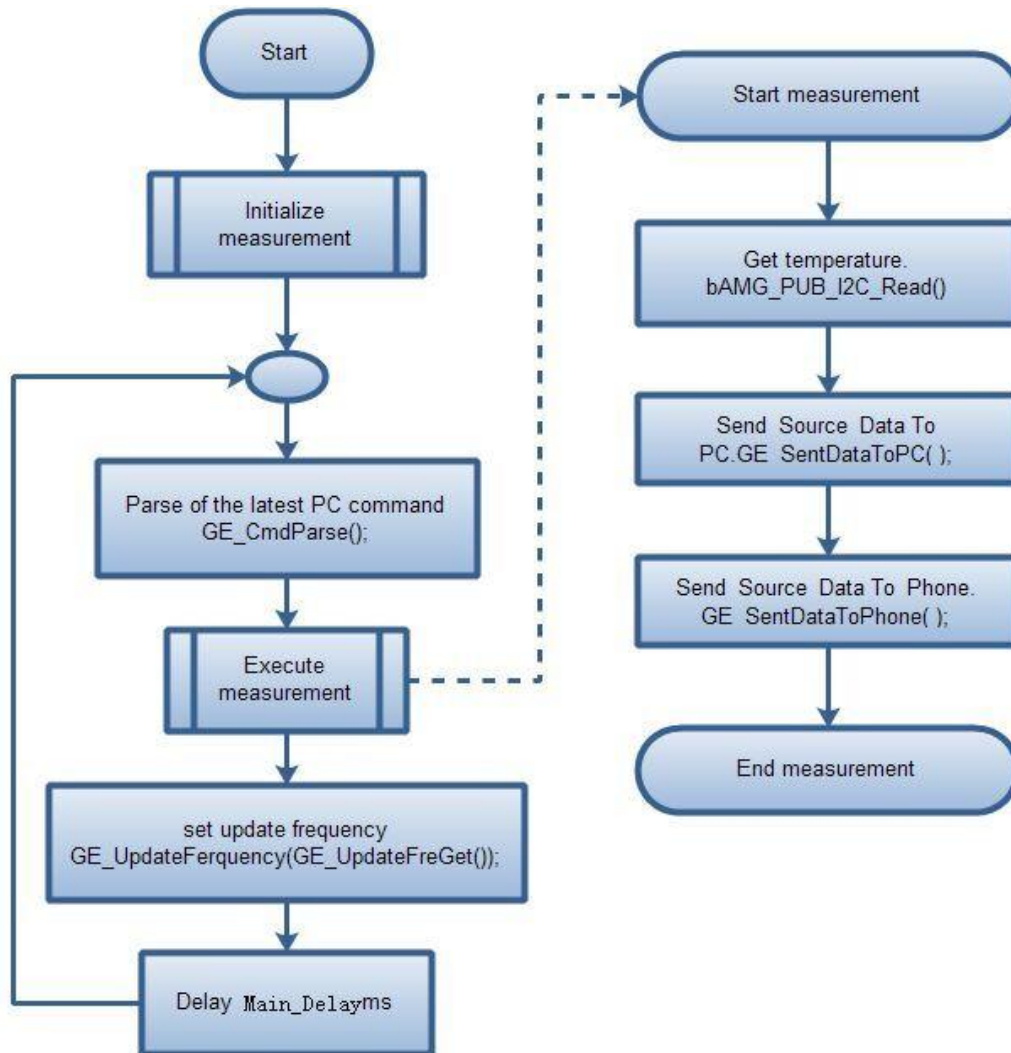 Start
Initialize
measurement
Parse of the latest PC command
GE_CmdParse();
Execute
measurement
set update frequency
GE_UpdateFerquency(GE_UpdateFreGet());
Delay Main_Delayms
Start measurement
Get temperature.
bAMG_PUB_I2C_Read()
Send Source Data To
PC.GE SentDataToPC( );
Send Source Data To Phone.
GE SentDataToPhone( );
End measurement